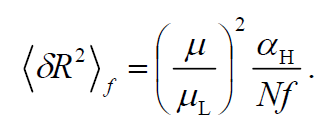 ⟨δR²⟩_f = (μ/μ_L)² α_H/Nf .